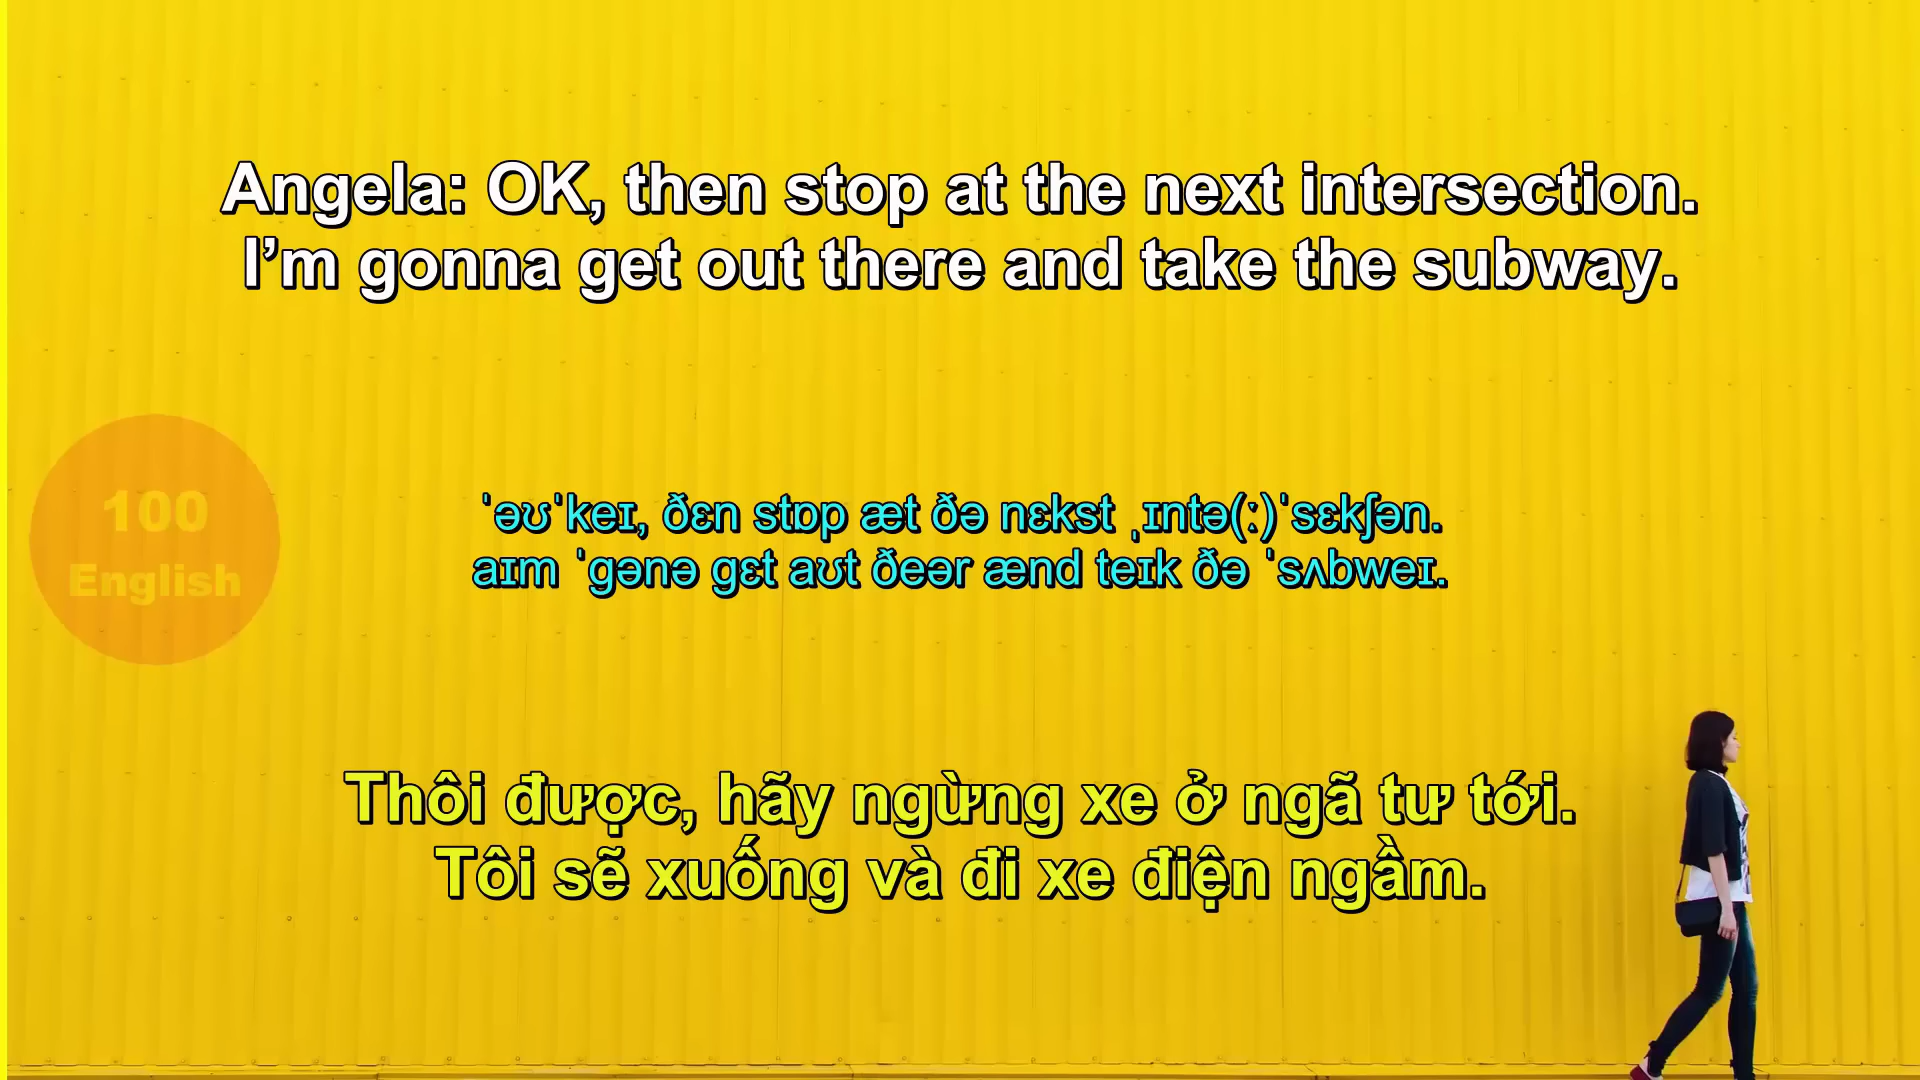 Angela: OK, then stop at the next intersection.
I’m gonna get out there and take the subway.
100
English
ˈəʊˈkeɪ, ðɛn stɒp æt ðə nɛkst ˌɪntə(ː)ˈsɛkʃən.
aɪm ˈgənə gɛt aʊt ðeər ænd teɪk ðə ˈsʌbweɪ.
Thôi được, hãy ngừng xe ở ngã tư tới.
Tôi sẽ xuống và đi xe điện ngầm.